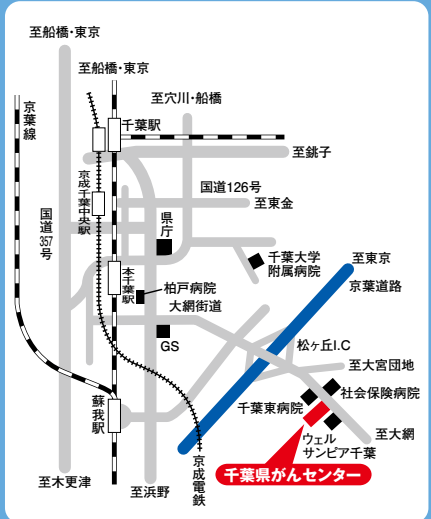 至船橋・東京
至船橋・東京
至穴川・船橋
京葉線
千葉駅
至銚子
国道126号
京成千葉中央駅
至東金
国道357号
県庁
千葉大学
附属病院
至東京
京葉道路
本千葉駅
柏戸病院
大網街道
GS
松ヶ丘I.C
至大宮団地
社会保険病院
千葉東病院
蘇我駅
ウェル
サンピア千葉
至大網
京成電鉄
千葉県がんセンター
至木更津
至浜野